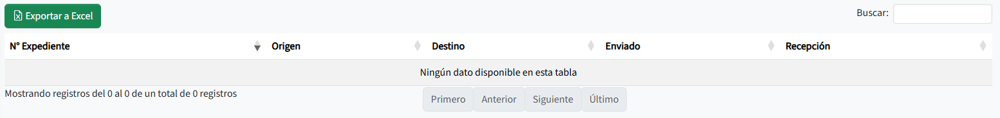 Exportar a Excel
Buscar:
N° Expediente Origen Destino Enviado Recepción
Ningún dato disponible en esta tabla
Mostrando registros del 0 al 0 de un total de 0 registros
Primero Anterior Siguiente Último